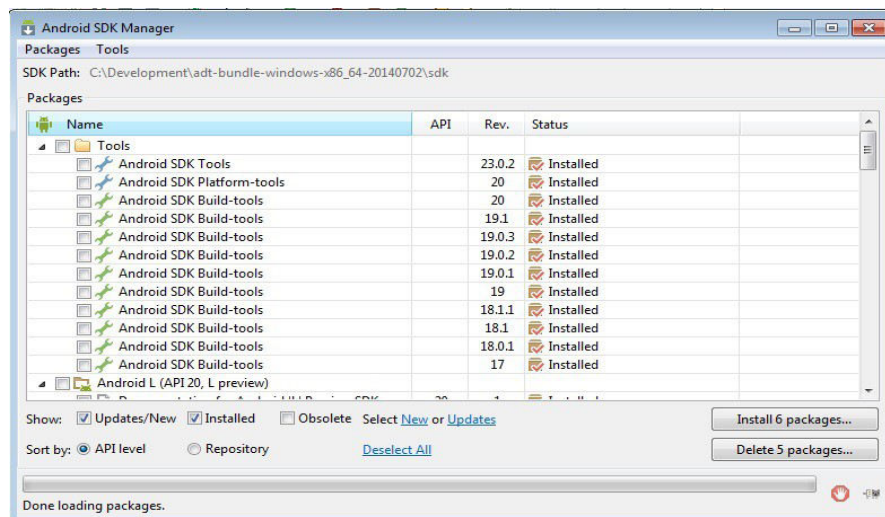 Android SDK Manager
Packages Tools
SDK Path: C:\Development\adt-bundle-windows-x86_64-20140702\sdk
Packages
Name API Rev. Status
Tools
Android SDK Tools 23.0.2 Installed
Android SDK Platform-tools 20 Installed
Android SDK Build-tools 20 Installed
Android SDK Build-tools 19.1 Installed
Android SDK Build-tools 19.0.3 Installed
Android SDK Build-tools 19.0.2 Installed
Android SDK Build-tools 19.0.1 Installed
Android SDK Build-tools 19 Installed
Android SDK Build-tools 18.1.1 Installed
Android SDK Build-tools 18.1 Installed
Android SDK Build-tools 18.0.1 Installed
Android SDK Build-tools 17 Installed
Android L (API 20, L preview)
Show: Updates/New Installed Obsolete Select New or Updates Install 6 packages...
Sort by: API level Repository Deselect All Delete 5 packages...
Done loading packages.